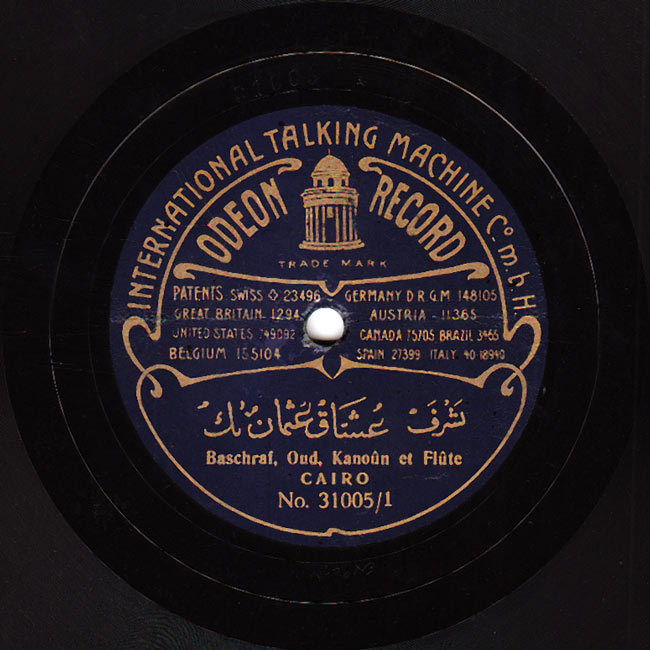 INTERNATIONAL TALKING MACHINE Co. m. b. H.
ODEON RECORD
TRADE MARK
PATENTS SWISS ◇ 23496 GERMANY D.R.G.M 148105
GREAT BRITAIN 1294 AUSTRIA - 11365
UNITED STATES 749092 CANADA 75705 BRAZIL 3465
BELGIUM 155104 SPAIN 27399 ITALY 40-18940
بشرف عشاق عثمان بك
Baschraf, Oud, Kanoûn et Flûte
CAIRO
No. 31005/1